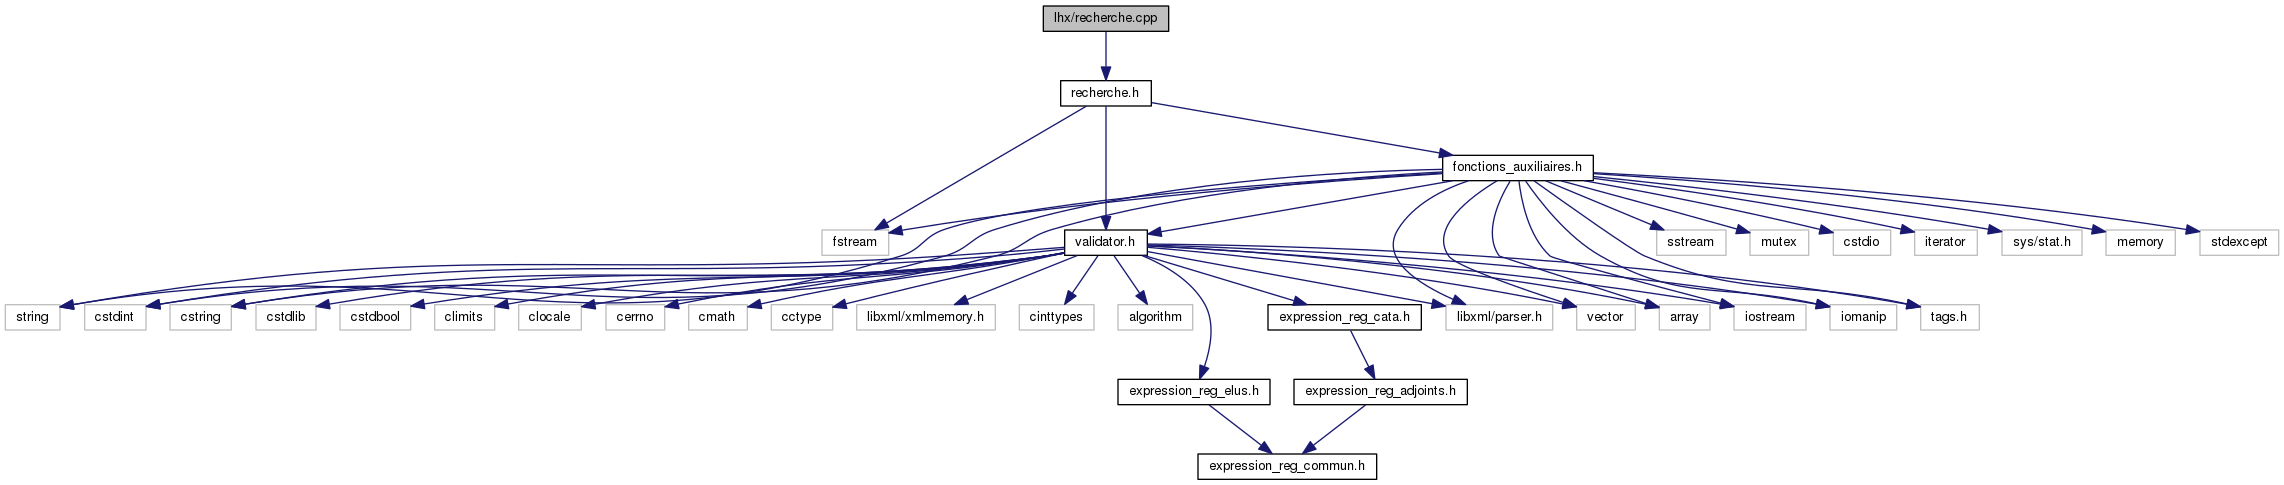 lhx/recherche.cpp
recherche.h
fonctions_auxiliaires.h
fstream
validator.h
sstream
mutex
cstdio
iterator
sys/stat.h
memory
stdexcept
string
cstdint
cstring
cstdlib
cstdbool
climits
clocale
cerrno
cmath
cctype
libxml/xmlmemory.h
cinttypes
algorithm
expression_reg_cata.h
libxml/parser.h
vector
array
iostream
iomanip
tags.h
expression_reg_elus.h
expression_reg_adjoints.h
expression_reg_commun.h